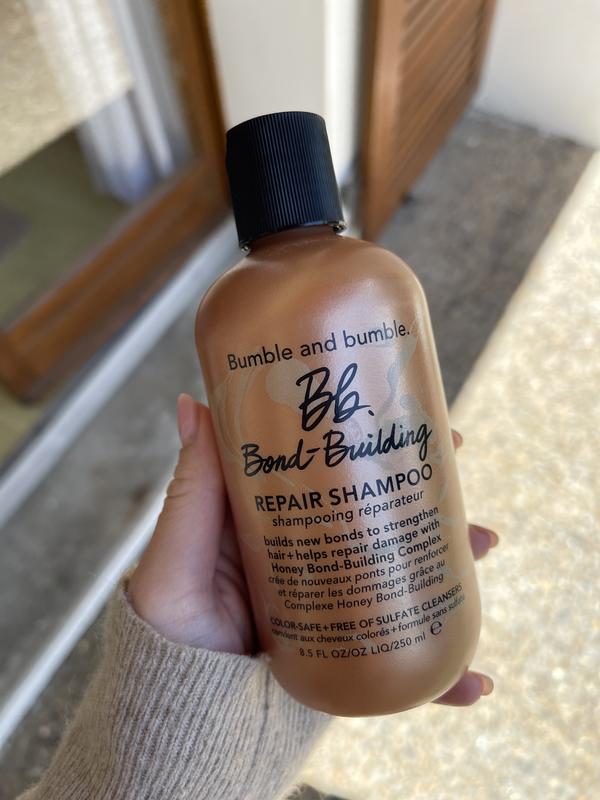 Bumble and bumble.
Bb.
Bond-Building
REPAIR SHAMPOO
shampooing réparateur
builds new bonds to strengthen
hair+helps repair damage with
Honey Bond-Building Complex
crée de nouveaux ponts pour renforcer
et réparer les dommages grâce au
Complexe Honey Bond-Building
COLOR-SAFE+FREE OF SULFATE CLEANSERS
convient aux cheveux colorés+formule sans sulfate
8.5 FL OZ/OZ LIQ/250 ml ℮